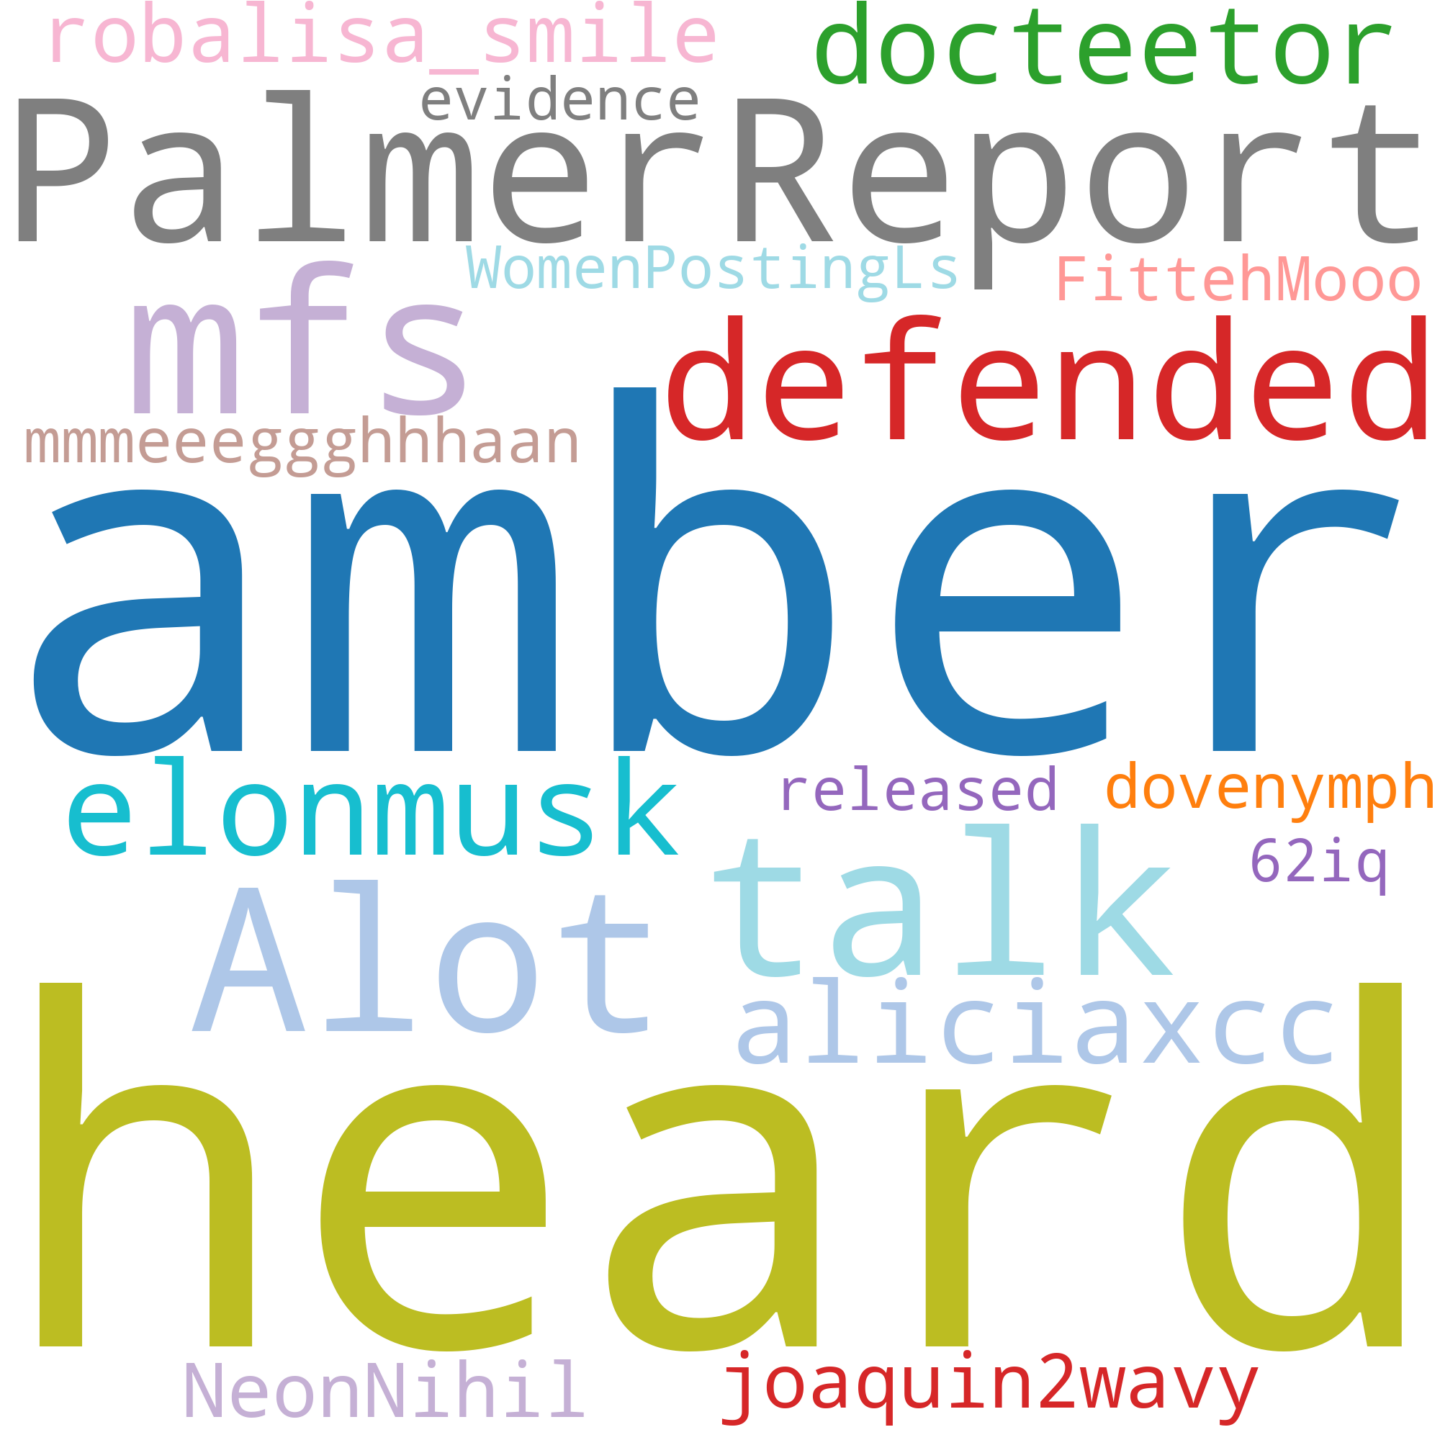 robalisa_smile docteetor
evidence
PalmerReport
WomenPostingLs FittehMooo
mfs defended
mmmeeeggghhhaan
amber
elonmusk released dovenymph
62iq
Alot talk
aliciaxcc
heard
NeonNihil joaquin2wavy